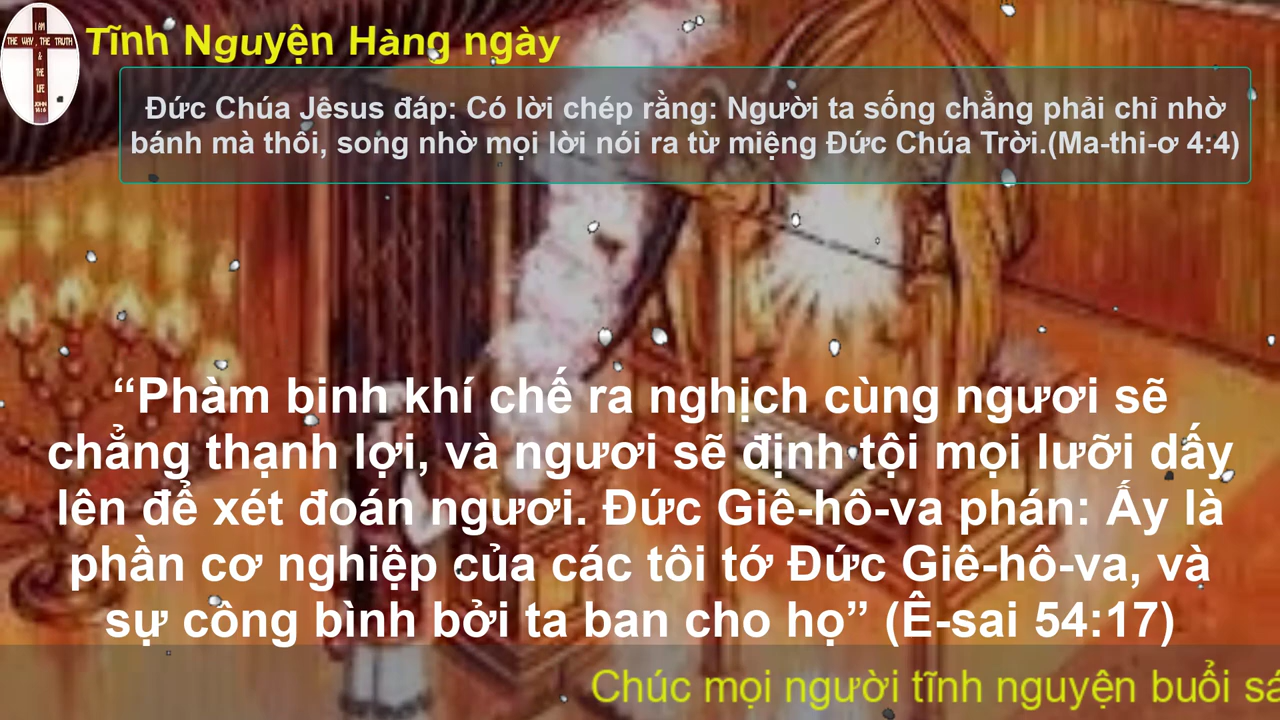 I AM
THE WAY, THE TRUTH
&
THE
LIFE
JOHN
Tĩnh Nguyện Hàng ngày
Đức Chúa Jêsus đáp: Có lời chép rằng: Người ta sống chẳng phải chỉ nhờ
bánh mà thôi, song nhờ mọi lời nói ra từ miệng Đức Chúa Trời.(Ma-thi-ơ 4:4)
“Phàm binh khí chế ra nghịch cùng ngươi sẽ
chẳng thạnh lợi, và ngươi sẽ định tội mọi lưỡi dấy
lên để xét đoán ngươi. Đức Giê-hô-va phán: Ấy là
phần cơ nghiệp của các tôi tớ Đức Giê-hô-va, và
sự công bình bởi ta ban cho họ” (Ê-sai 54:17)
Chúc mọi người tĩnh nguyện buổi sá